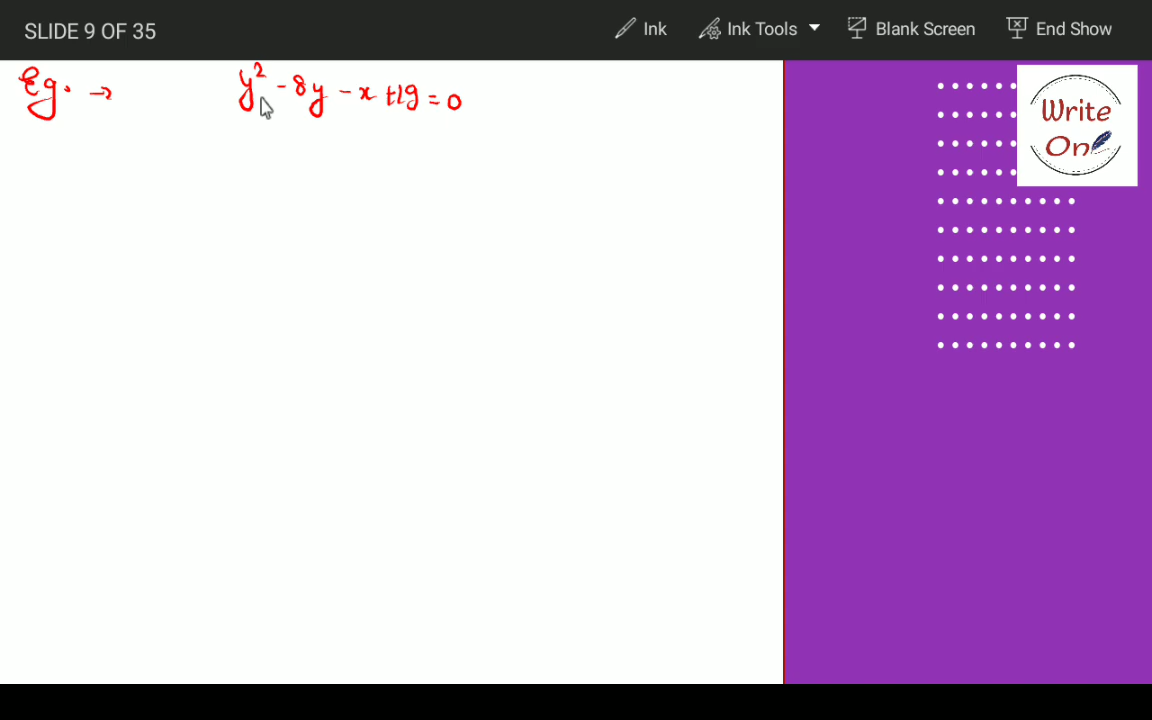 SLIDE 9 OF 35
Ink
Ink Tools
Blank Screen
End Show
Eg. → y² - 8y - x + 19 = 0
Write
On